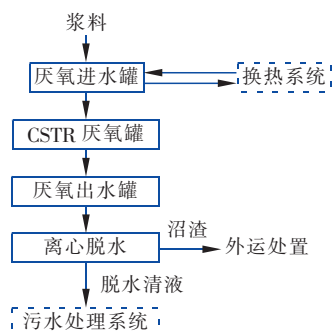 浆料
厌氧进水罐
换热系统
CSTR 厌氧罐
厌氧出水罐
沼渣
离心脱水
外运处置
脱水清液
污水处理系统